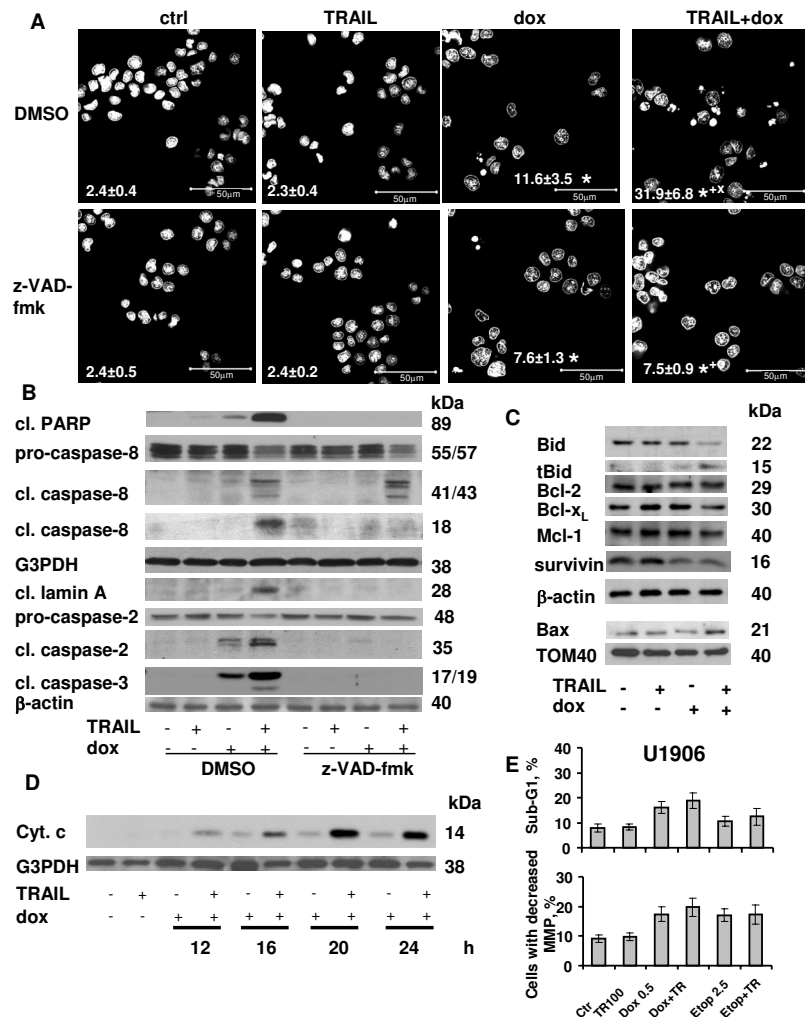 A
ctrl
TRAIL
dox
TRAIL+dox
DMSO
2.4±0.4
50µm
2.3±0.4
50µm
11.6±3.5 *
50µm
31.9±6.8 *+x
50µm
z-VAD-
fmk
2.4±0.5
50µm
2.4±0.2
50µm
7.6±1.3 *
50µm
7.5±0.9 *+
50µm
B
kDa
cl. PARP 89
pro-caspase-8 55/57
cl. caspase-8 41/43
cl. caspase-8 18
G3PDH 38
cl. lamin A 28
pro-caspase-2 48
cl. caspase-2 35
cl. caspase-3 17/19
β-actin 40
TRAIL - + - + - + - +
dox - - + + - - + +
DMSO z-VAD-fmk
C
kDa
Bid 22
tBid 15
Bcl-2 29
Bcl-xL 30
Mcl-1 40
survivin 16
β-actin 40
Bax 21
TOM40 40
TRAIL - + - +
dox - - + +
D
kDa
Cyt. c 14
G3PDH 38
TRAIL - + - + - + - + - +
dox - - + + + + + + + +
12 16 20 24 h
E
U1906
Sub-G1, %
40
30
20
10
0
Cells with decreased
MMP, %
30
20
10
0
Ctr
TR100
Dox 0.5
Dox+TR
Etop 2.5
Etop+TR